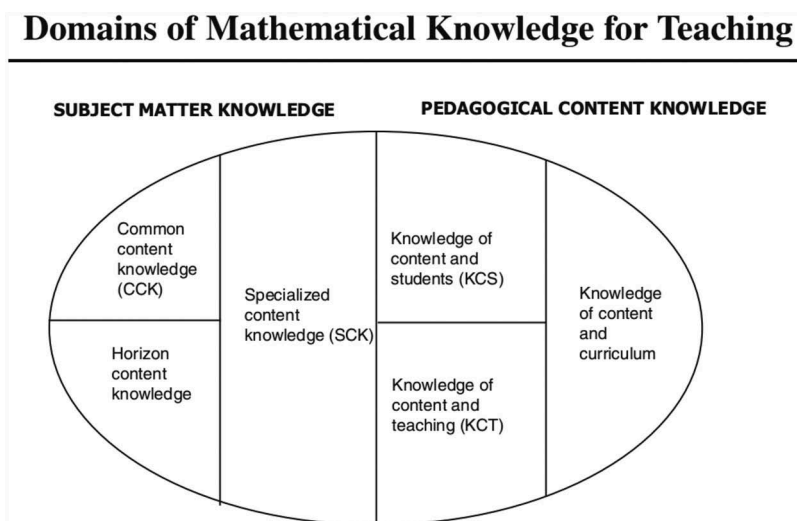 Domains of Mathematical Knowledge for Teaching
SUBJECT MATTER KNOWLEDGE
PEDAGOGICAL CONTENT KNOWLEDGE
Common
content
knowledge
(CCK)
Horizon
content
knowledge
Specialized
content
knowledge (SCK)
Knowledge of
content and
students (KCS)
Knowledge of
content and
teaching (KCT)
Knowledge
of content
and
curriculum